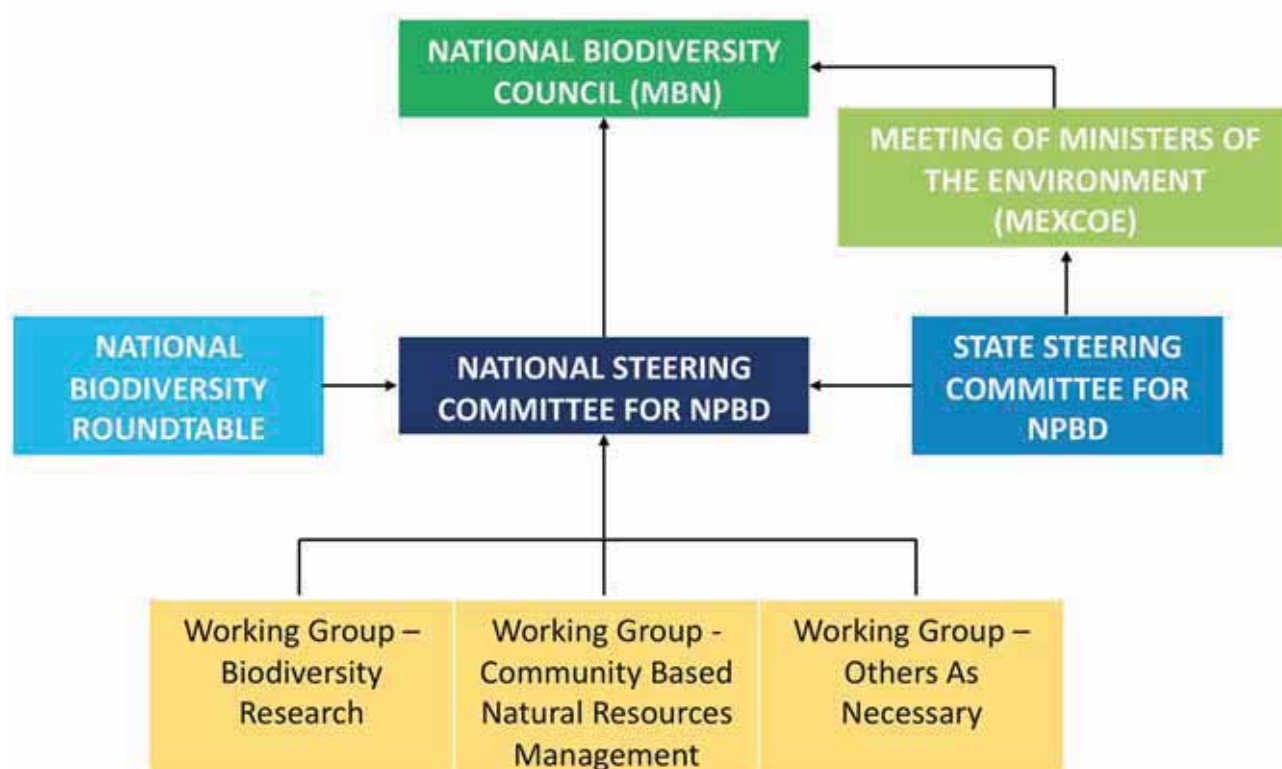 NATIONAL BIODIVERSITY
COUNCIL (MBN)
MEETING OF MINISTERS OF
THE ENVIRONMENT
(MEXCOE)
NATIONAL
BIODIVERSITY
ROUNDTABLE
NATIONAL STEERING
COMMITTEE FOR NPBD
STATE STEERING
COMMITTEE FOR
NPBD
Working Group –
Biodiversity
Research
Working Group -
Community Based
Natural Resources
Management
Working Group –
Others As
Necessary